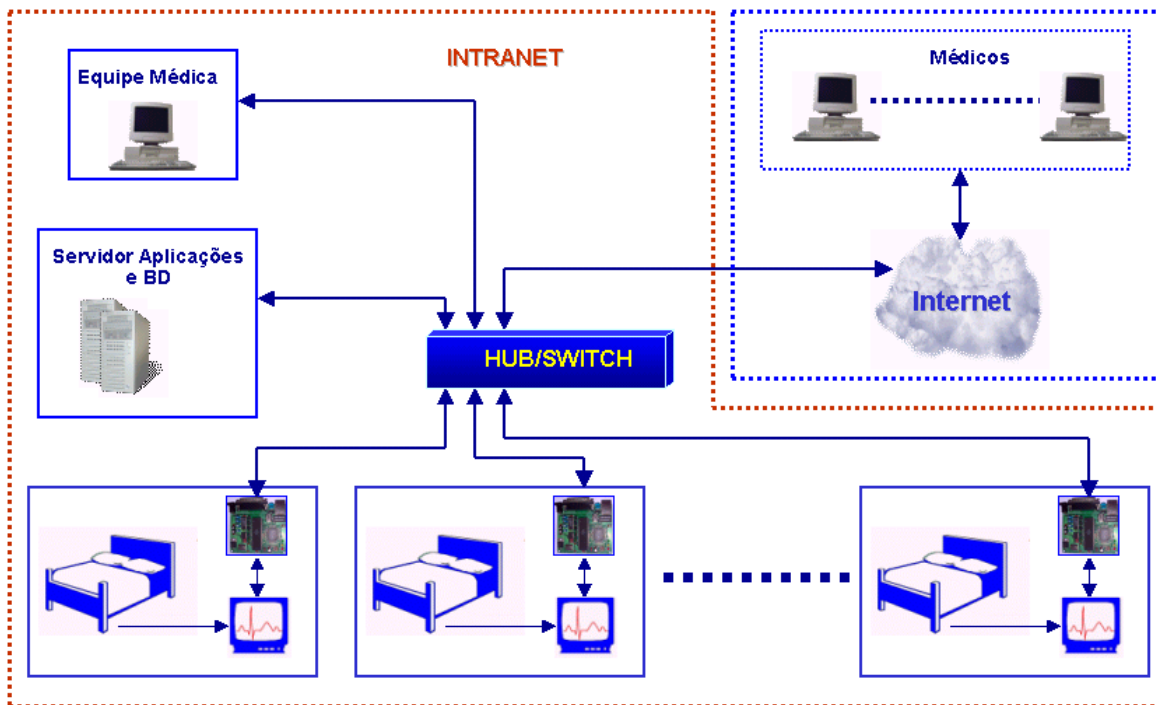 INTRANET
Equipe Médica
Médicos
Servidor Aplicações
e BD
Internet
HUB/SWITCH